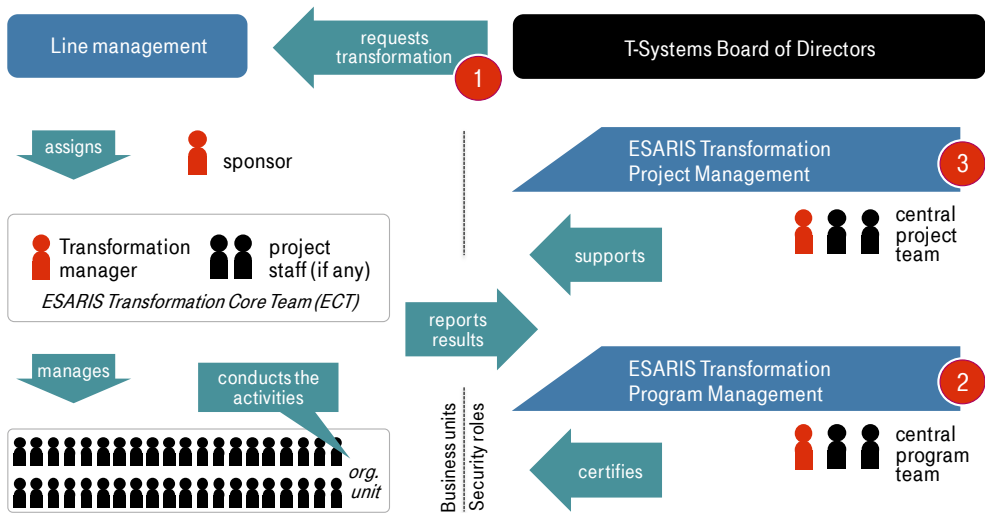 Line management
requests
transformation
1
T-Systems Board of Directors
assigns
sponsor
ESARIS Transformation
Project Management
3
central
project
team
Transformation
manager
project
staff (if any)
ESARIS Transformation Core Team (ECT)
supports
reports
results
manages
conducts the
activities
ESARIS Transformation
Program Management
2
central
program
team
org.
unit
Business units
Security roles
certifies